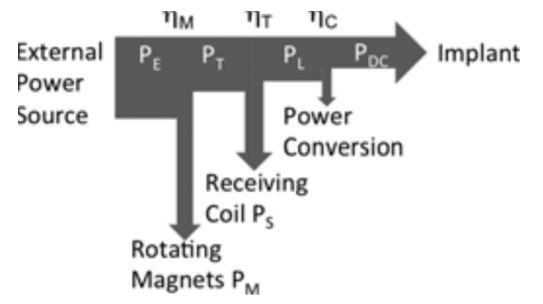 ηM ηT ηC
External
Power
Source
PE PT PL PDC
Implant
Power
Conversion
Receiving
Coil PS
Rotating
Magnets PM